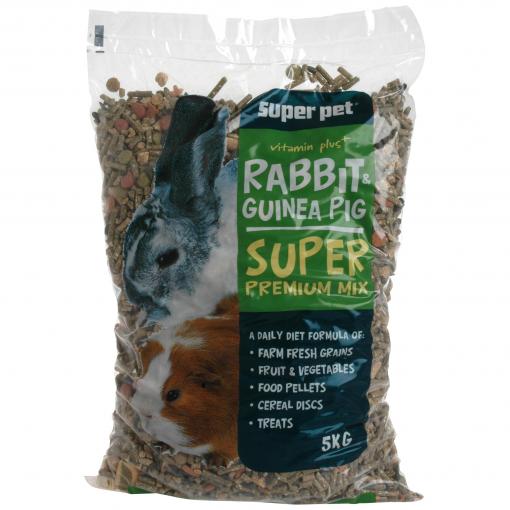 super pet®
vitamin plus+
RABBiT &
GUINEA PIG
SUPER
PREMIUM MIX
A DAILY DIET FORMULA OF:
• FARM FRESH GRAINS
• FRUIT & VEGETABLES
• FOOD PELLETS
• CEREAL DISCS
• TREATS
5KG